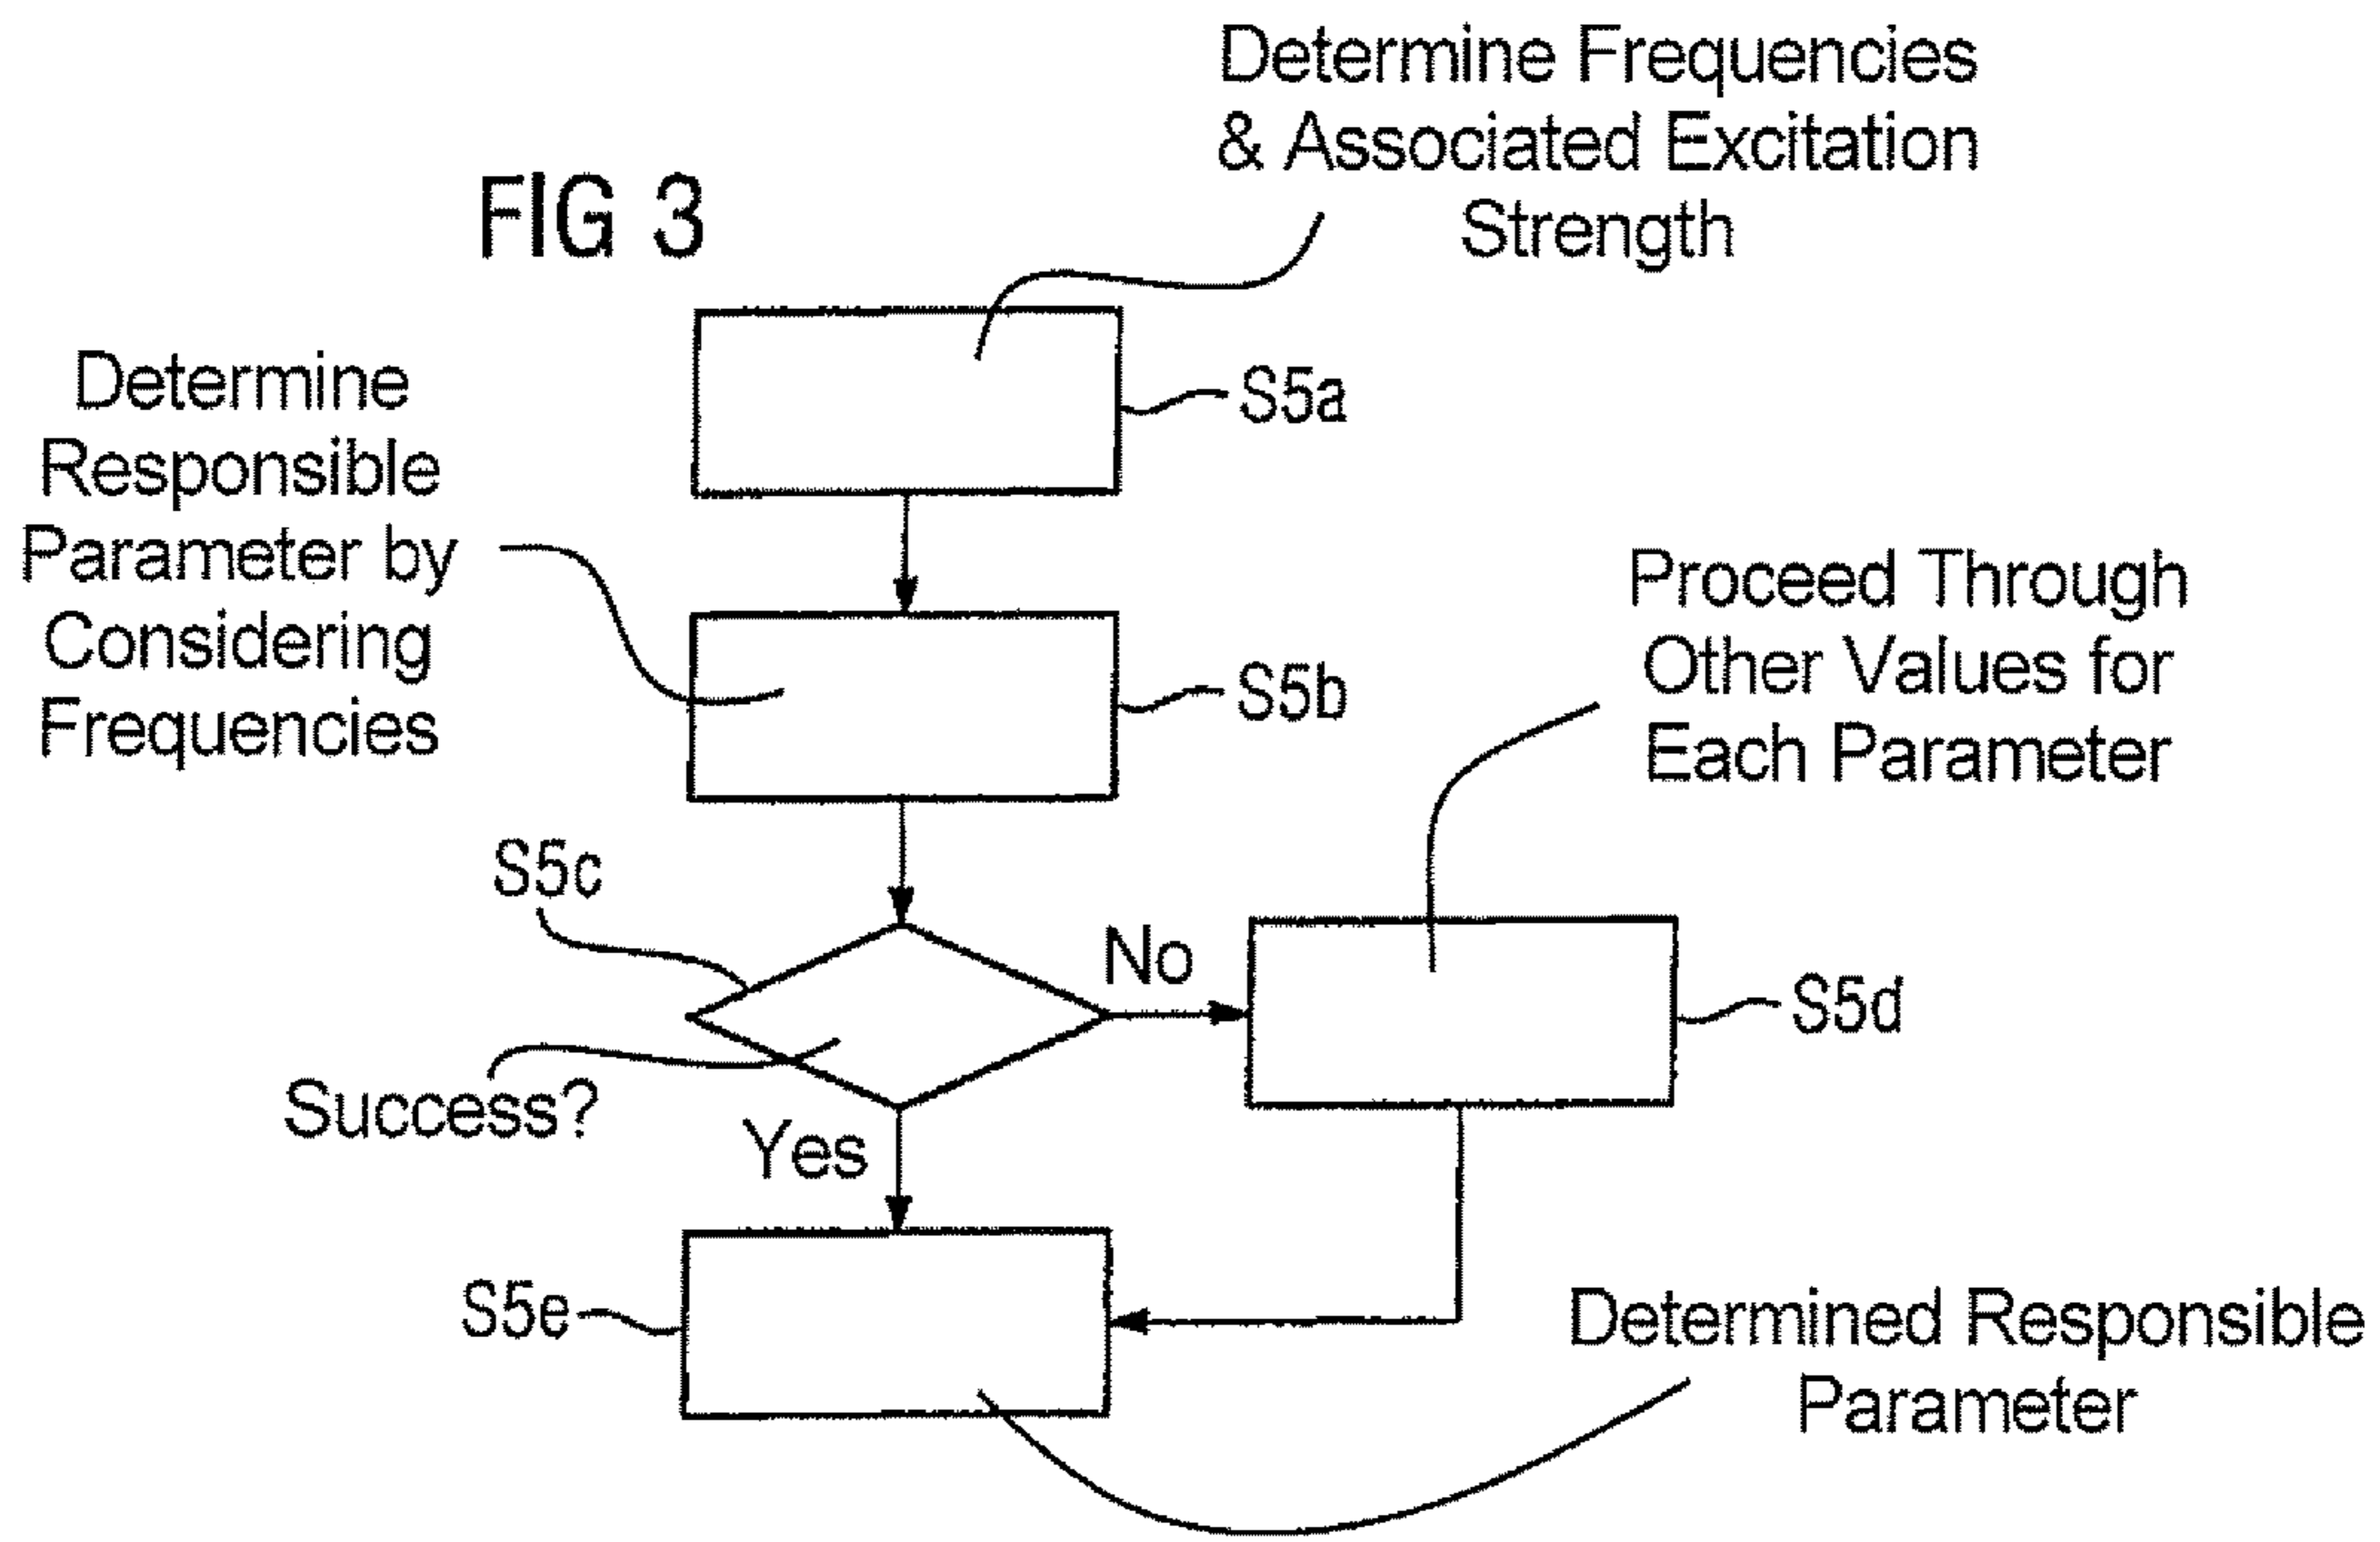 Determine Frequencies
& Associated Excitation
Strength
FIG 3
S5a
Determine
Responsible
Parameter by
Considering
Frequencies
S5b
Proceed Through
Other Values for
Each Parameter
S5c
No
S5d
Success?
Yes
S5e
Determined Responsible
Parameter